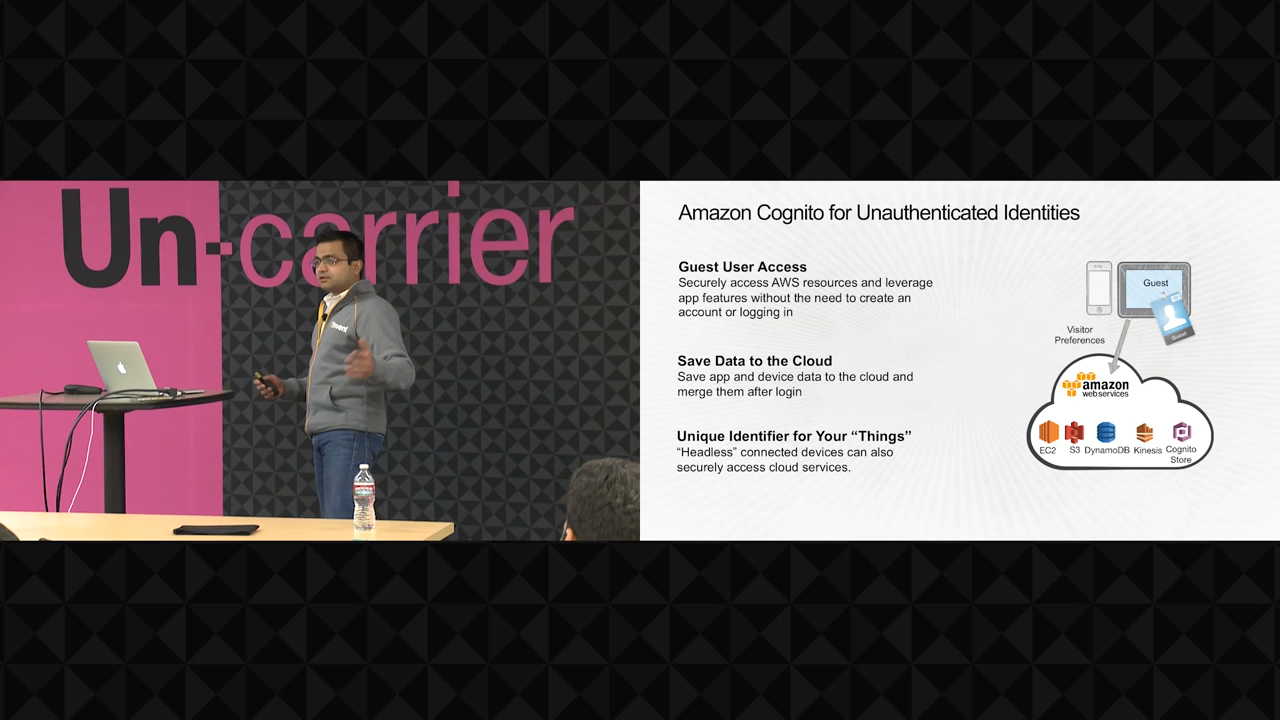 Un-carrier
Amazon Cognito for Unauthenticated Identities
Guest User Access
Securely access AWS resources and leverage
app features without the need to create an
account or logging in
Save Data to the Cloud
Save app and device data to the cloud and
merge them after login
Unique Identifier for Your “Things”
“Headless” connected devices can also
securely access cloud services.
Guest
Guest
Visitor
Preferences
amazon
web services
EC2
S3
DynamoDB
Kinesis
Cognito
Store